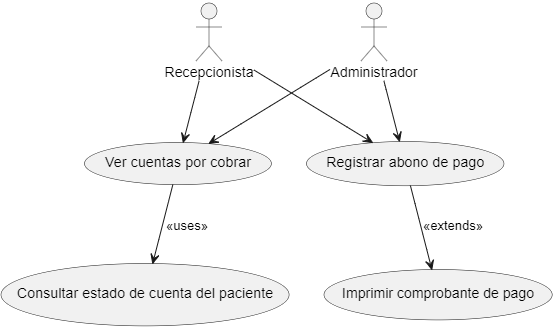 Recepcionista
Administrador
Ver cuentas por cobrar
Registrar abono de pago
«uses»
«extends»
Consultar estado de cuenta del paciente
Imprimir comprobante de pago